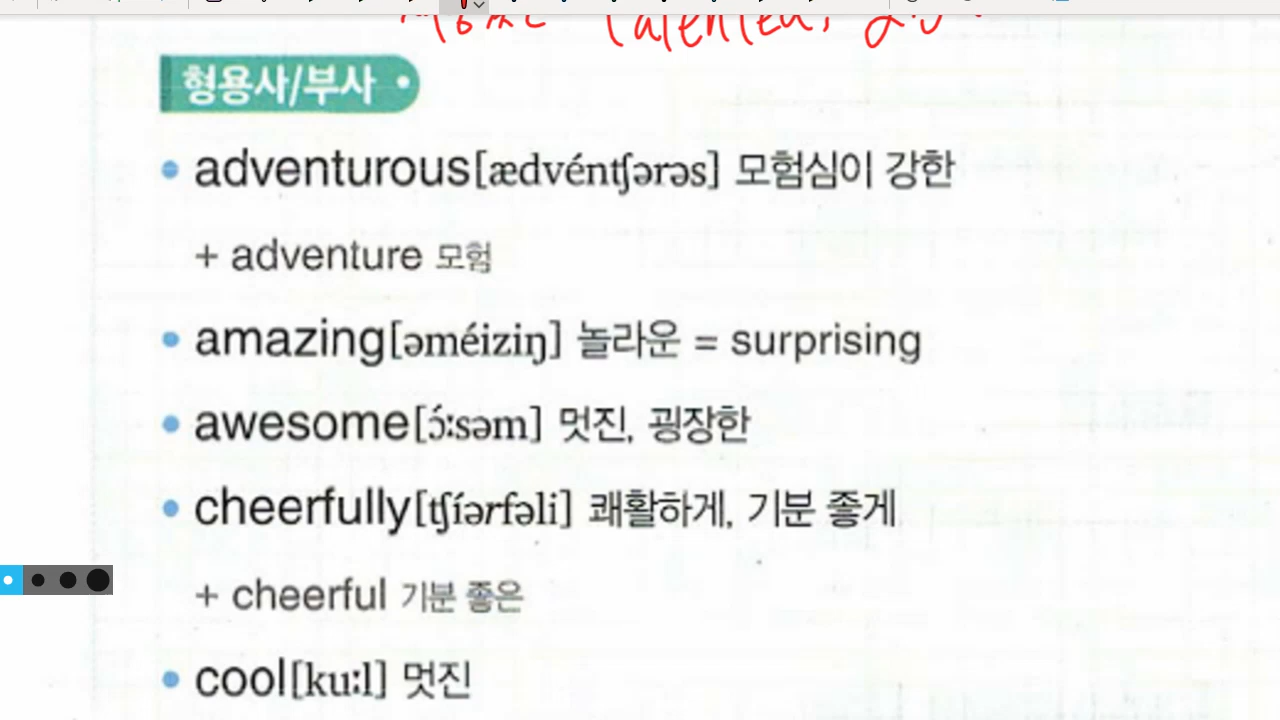 형용사/부사
adventurous[ædvéntʃərəs] 모험심이 강한
+ adventure 모험
amazing[əméiziŋ] 놀라운 = surprising
awesome[ɔ́ːsəm] 멋진, 굉장한
cheerfully[tʃíərfəli] 쾌활하게, 기분 좋게
+ cheerful 기분 좋은
cool[kuːl] 멋진